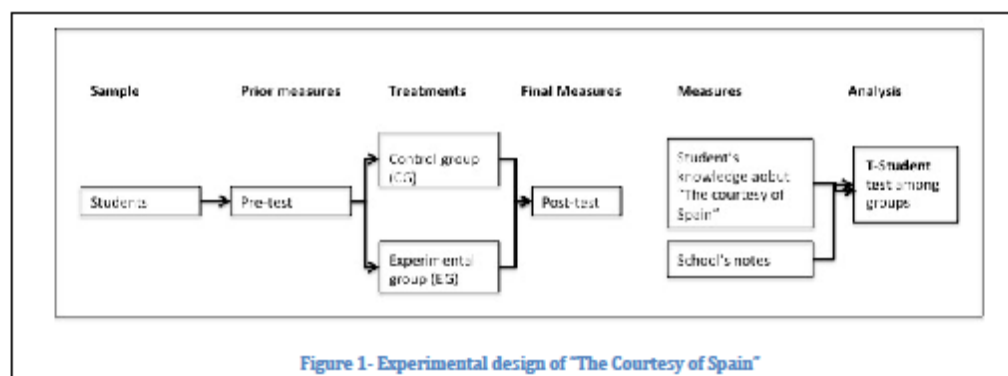 Sample Prior measures Treatments Final Measures Measures Analysis
Students
Pre-test
Control group
(CG)
Experimental
group (EG)
Post-test
Student's
knowledge aobut
"The courtesy of
Spain"
School's notes
T-Student
test among
groups
Figure 1- Experimental design of "The Courtesy of Spain"